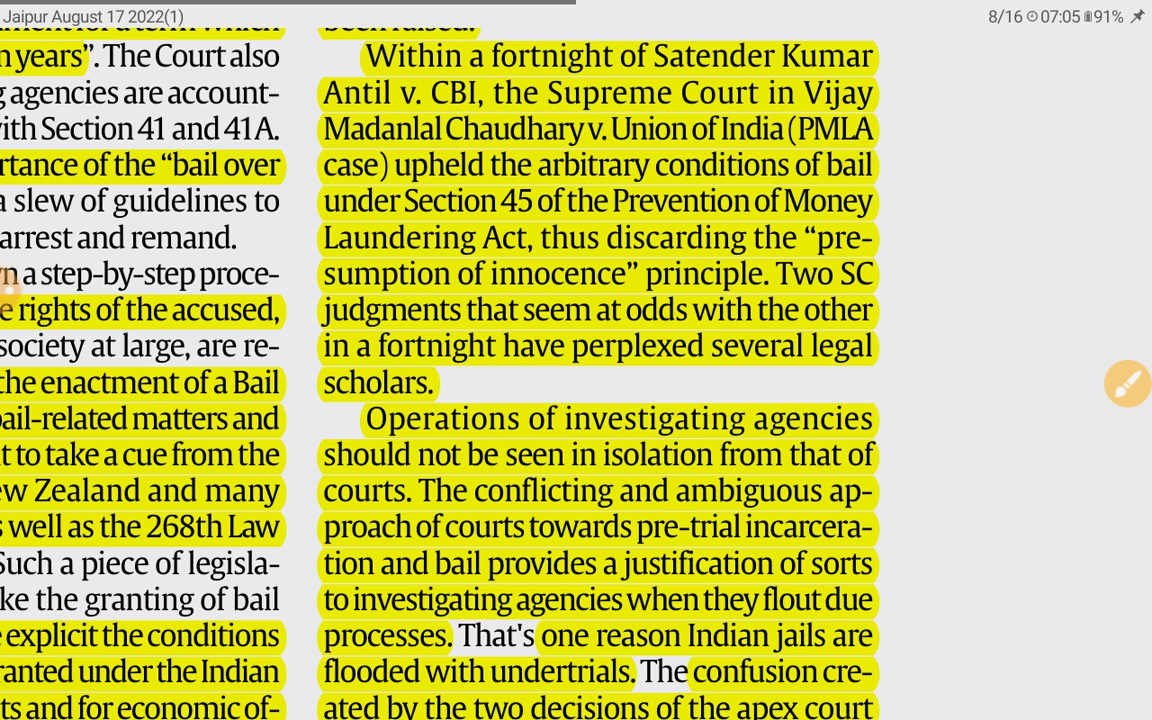 Jaipur August 17 2022(1)
8/16 07:05 91%
n years”. The Court also
g agencies are account-
with Section 41 and 41A.
rtance of the “bail over
a slew of guidelines to
arrest and remand.
n a step-by-step proce-
e rights of the accused,
society at large, are re-
the enactment of a Bail
bail-related matters and
t to take a cue from the
ew Zealand and many
s well as the 268th Law
Such a piece of legisla-
ke the granting of bail
e explicit the conditions
ranted under the Indian
ts and for economic of-
been raised.
Within a fortnight of Satender Kumar
Antil v. CBI, the Supreme Court in Vijay
Madanlal Chaudhary v. Union of India (PMLA
case) upheld the arbitrary conditions of bail
under Section 45 of the Prevention of Money
Laundering Act, thus discarding the “pre-
sumption of innocence” principle. Two SC
judgments that seem at odds with the other
in a fortnight have perplexed several legal
scholars.
Operations of investigating agencies
should not be seen in isolation from that of
courts. The conflicting and ambiguous ap-
proach of courts towards pre-trial incarcera-
tion and bail provides a justification of sorts
to investigating agencies when they flout due
processes. That's one reason Indian jails are
flooded with undertrials. The confusion cre-
ated by the two decisions of the apex court